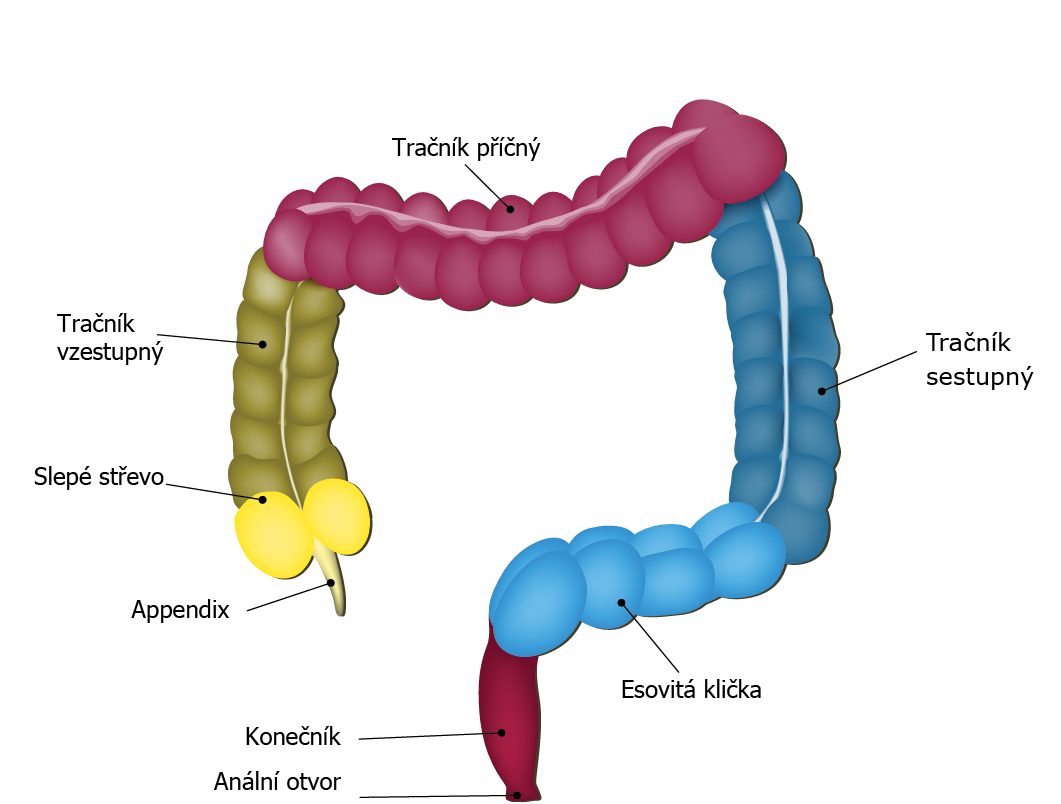 Tračník příčný
Tračník
vzestupný
Tračník
sestupný
Slepé střevo
Appendix
Esovitá klička
Konečník
Anální otvor